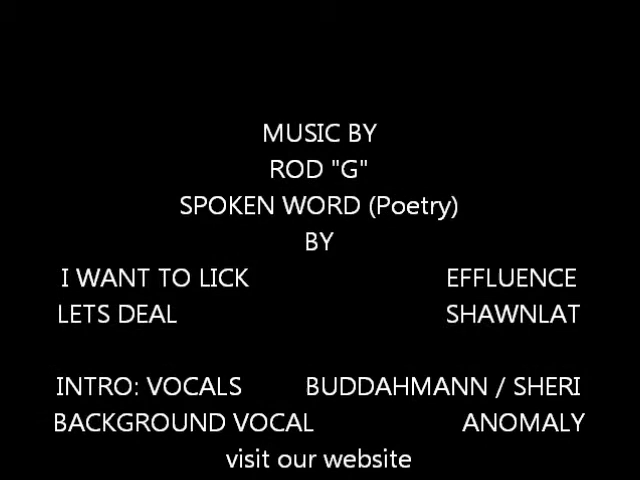 MUSIC BY
ROD "G"
SPOKEN WORD (Poetry)
BY
I WANT TO LICK EFFLUENCE
LETS DEAL SHAWNLAT
INTRO: VOCALS BUDDAHMANN / SHERI
BACKGROUND VOCAL ANOMALY
visit our website